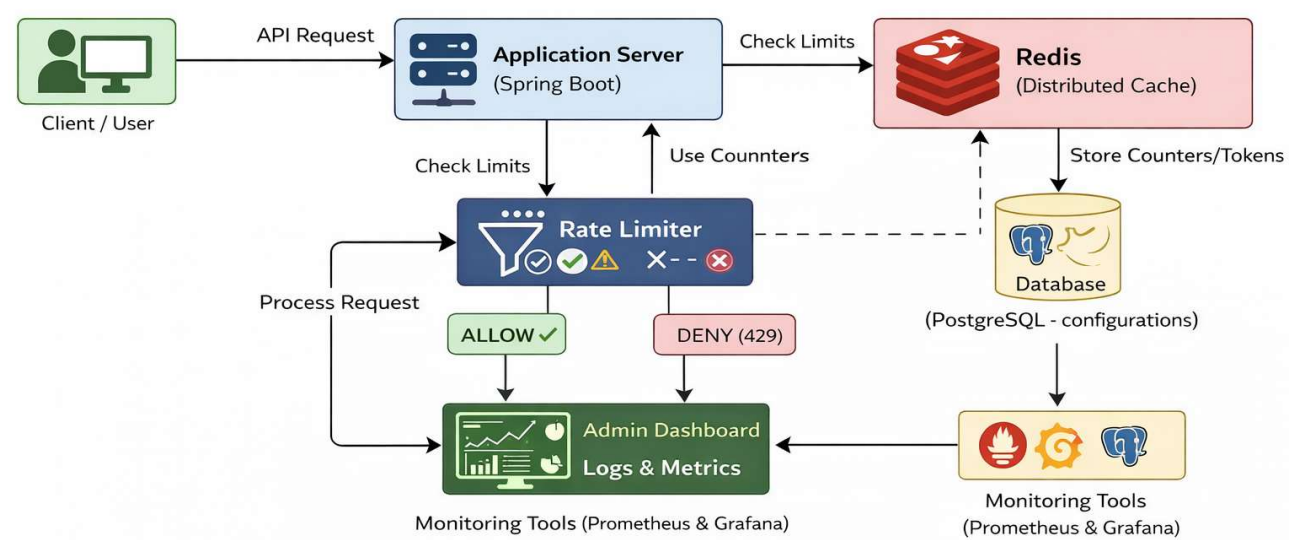 API Request
Application Server
(Spring Boot)
Check Limits
Redis
(Distributed Cache)
Client / User
Check Limits
Use Counnters
Store Counters/Tokens
Rate Limiter
Database
Process Request
(PostgreSQL - configurations)
ALLOW ✓
DENY (429)
Admin Dashboard
Logs & Metrics
Monitoring Tools (Prometheus & Grafana)
Monitoring Tools
(Prometheus & Grafana)